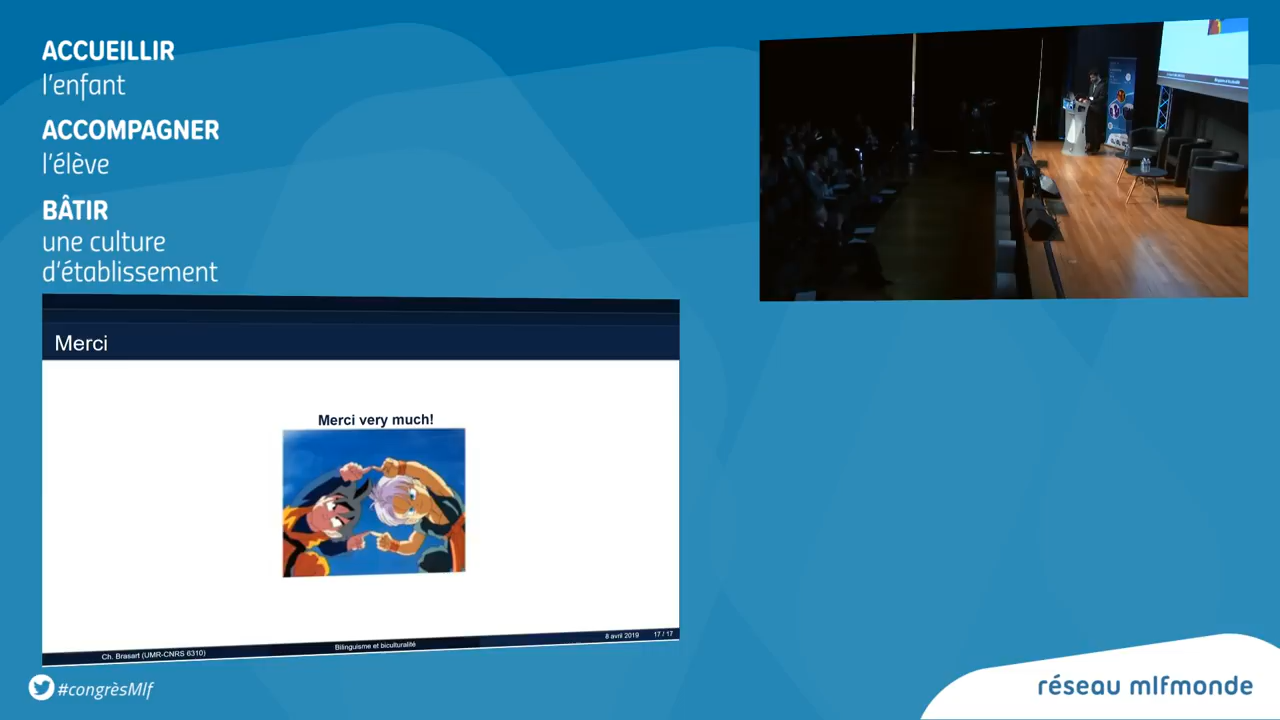 ACCUEILLIR
l'enfant
ACCOMPAGNER
l'élève
BÂTIR
une culture
d'établissement
Merci
Merci very much!
Ch. Brasart (UMR-CNRS 6310)
Bilinguisme et biculturalité
8 avril 2019
17 / 17
#congrèsMlf
réseau mlfmonde